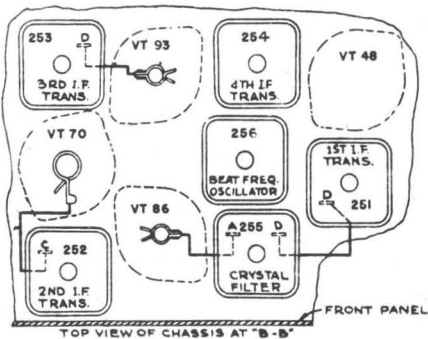 253 D
3RD I.F.
TRANS.
VT 93
254
4TH I.F
TRANS.
VT 48
VT 70
256
BEAT FREQ.
OSCILLATOR
1ST I.F.
TRANS.
D
251
VT 86
A 255 D
CRYSTAL
FILTER
C
252
2ND I.F.
TRANS.
FRONT PANEL
TOP VIEW OF CHASSIS AT "B-B"